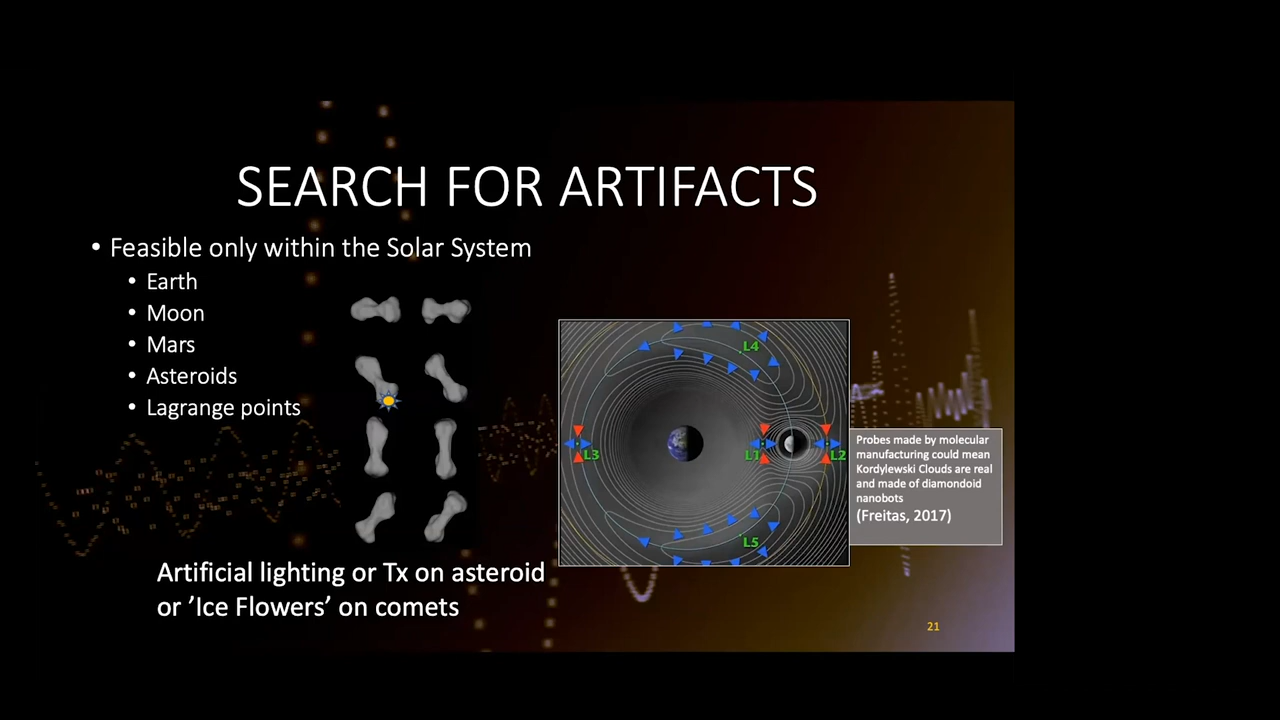 SEARCH FOR ARTIFACTS
• Feasible only within the Solar System
• Earth
• Moon
• Mars
• Asteroids
• Lagrange points
L4
L3
L1
L2
L5
Probes made by molecular
manufacturing could mean
Kordylewski Clouds are real
and made of diamondoid
nanobots
(Freitas, 2017)
Artificial lighting or Tx on asteroid
or ’Ice Flowers’ on comets
21